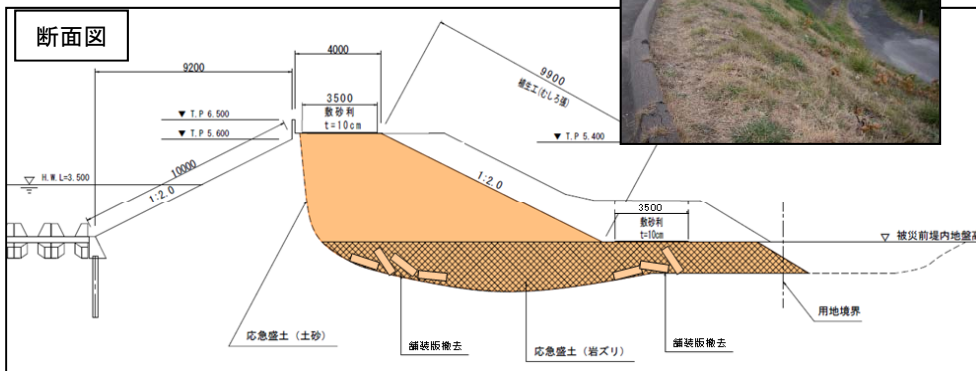 断面図
9200
4000
3500
敷砂利
t=10cm
9900
植生工(むしろ張)
▼ T.P 6.500
▼ T.P 5.600
▼ T.P 5.400
H.W.L=3.500
10000
1:2.0
1:2.0
3500
敷砂利
t=10cm
▽ 被災前堤内地盤高
用地境界
応急盛土（土砂）
舗装版撤去
応急盛土（岩ズリ）
舗装版撤去